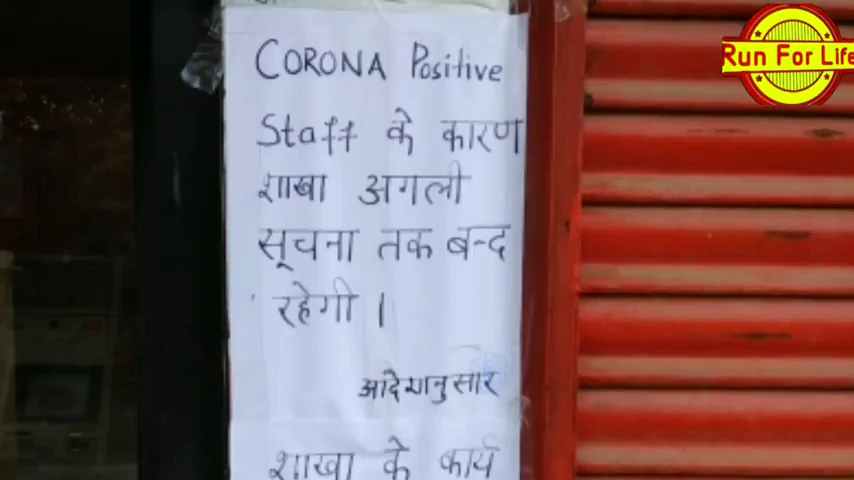 Run For Life
CORONA Positive
Staff के कारण
शाखा अगली
सूचना तक बन्द
रहेगी ।
आदेशानुसार
शाखा के कार्य